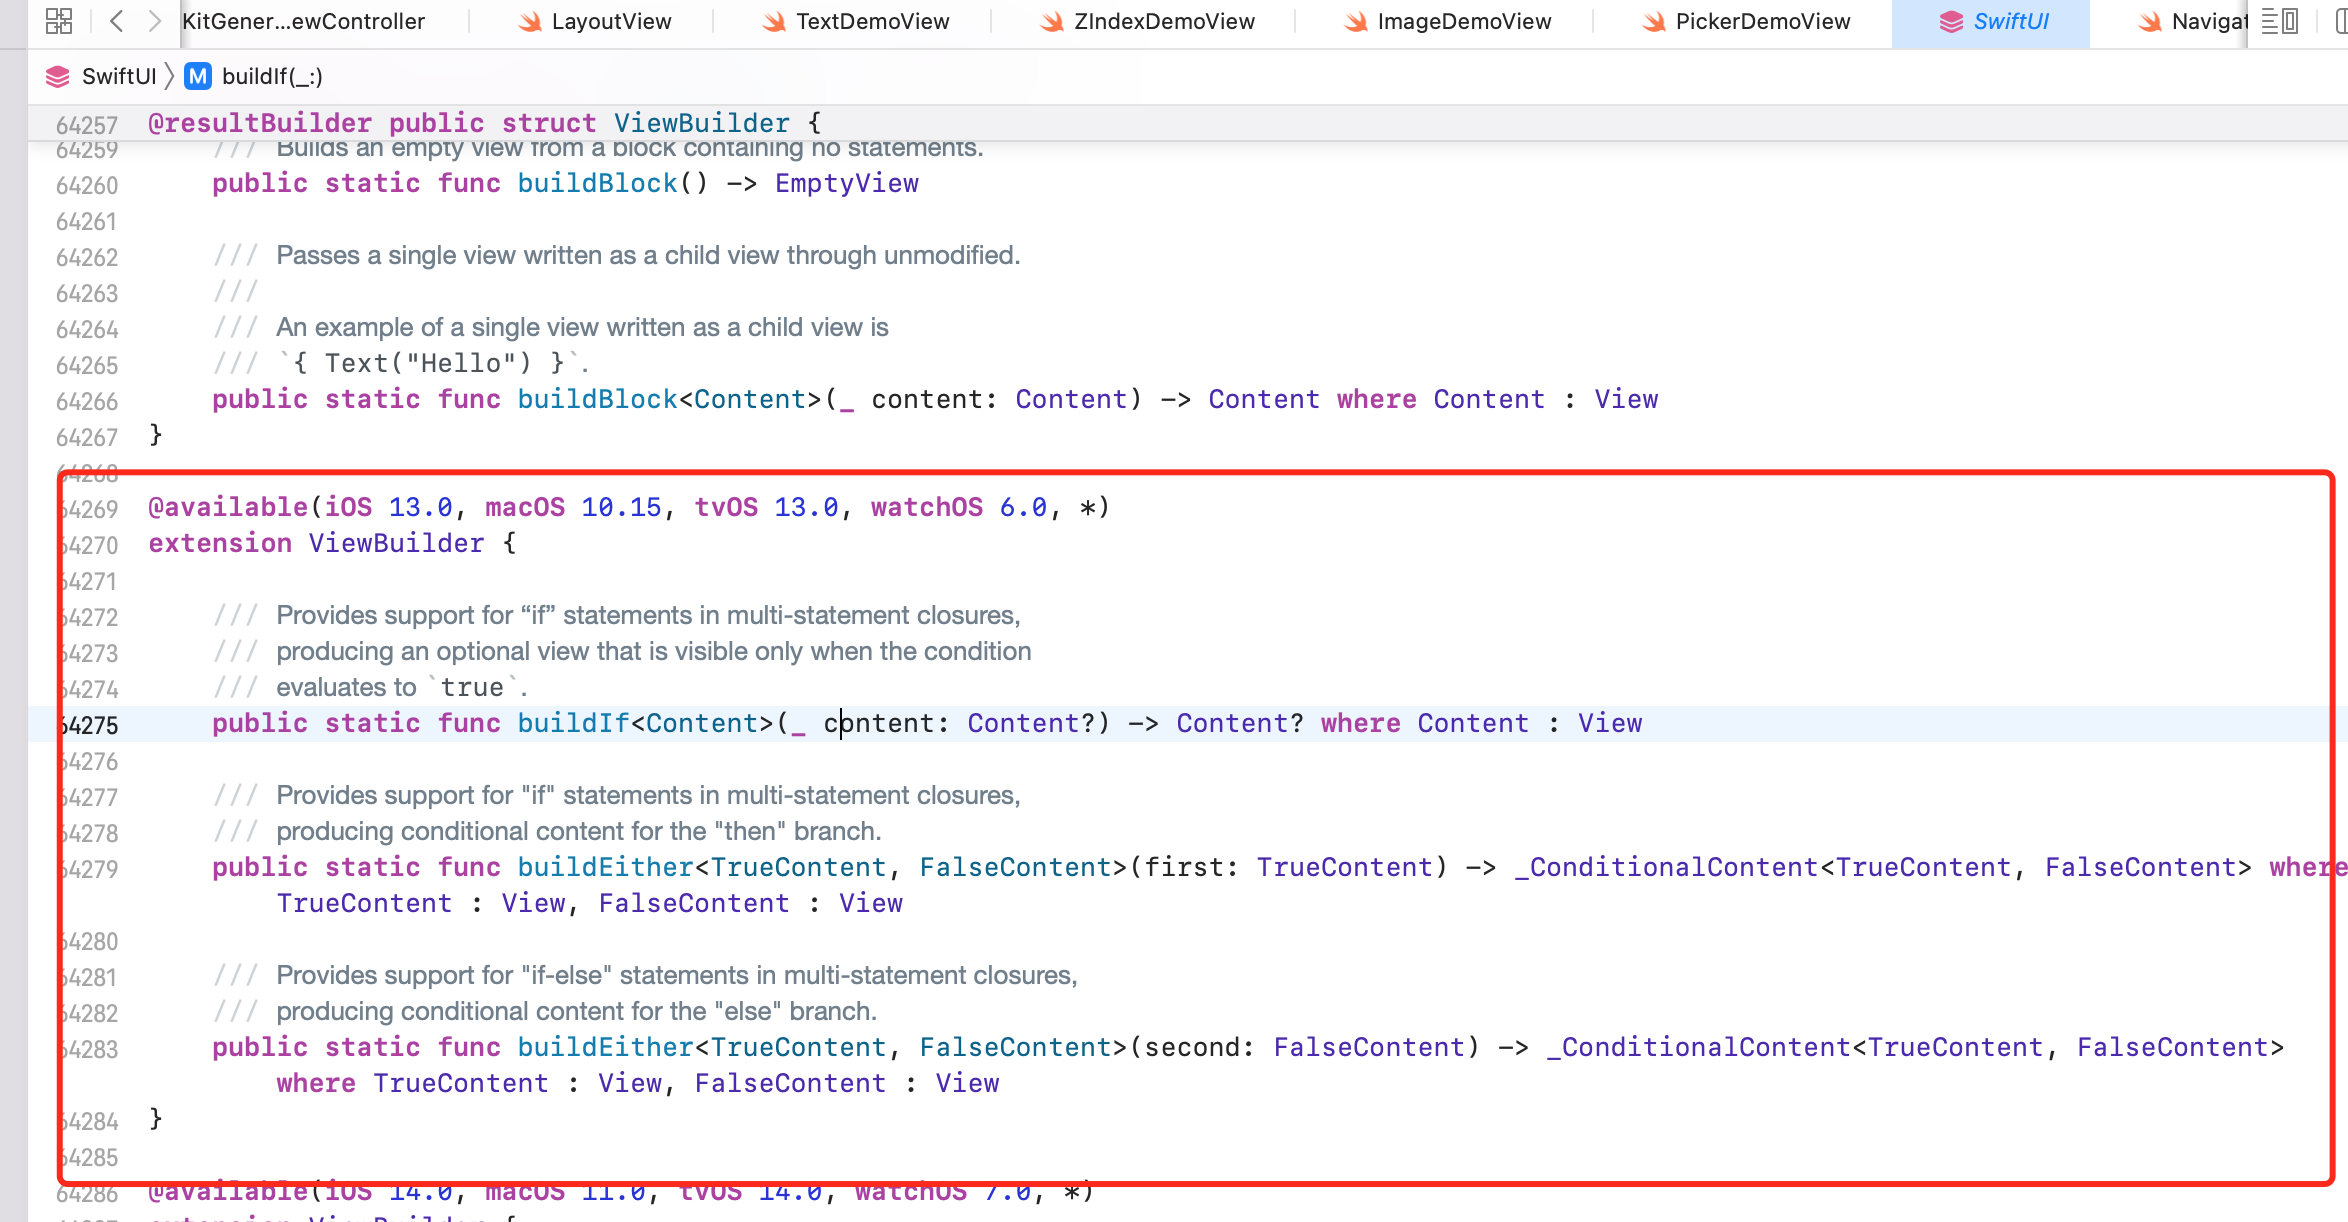 KitGener...ewController LayoutView TextDemoView ZIndexDemoView ImageDemoView PickerDemoView SwiftUI Navigat
SwiftUI M buildIf(_:)
64257 @resultBuilder public struct ViewBuilder {
64259 /// Builds an empty view from a block containing no statements.
64260 public static func buildBlock() -> EmptyView
64261
64262 /// Passes a single view written as a child view through unmodified.
64263 ///
64264 /// An example of a single view written as a child view is
64265 /// `{ Text("Hello") }`.
64266 public static func buildBlock<Content>(_ content: Content) -> Content where Content : View
64267 }
64268
64269 @available(iOS 13.0, macOS 10.15, tvOS 13.0, watchOS 6.0, *)
64270 extension ViewBuilder {
64271
64272 /// Provides support for “if” statements in multi-statement closures,
64273 /// producing an optional view that is visible only when the condition
64274 /// evaluates to `true`.
64275 public static func buildIf<Content>(_ content: Content?) -> Content? where Content : View
64276
64277 /// Provides support for "if" statements in multi-statement closures,
64278 /// producing conditional content for the "then" branch.
64279 public static func buildEither<TrueContent, FalseContent>(first: TrueContent) -> _ConditionalContent<TrueContent, FalseContent> where
TrueContent : View, FalseContent : View
64280
64281 /// Provides support for "if-else" statements in multi-statement closures,
64282 /// producing conditional content for the "else" branch.
64283 public static func buildEither<TrueContent, FalseContent>(second: FalseContent) -> _ConditionalContent<TrueContent, FalseContent>
where TrueContent : View, FalseContent : View
64284 }
64285
64286 @available(iOS 14.0, macOS 11.0, tvOS 14.0, watchOS 7.0, *)
extension ViewBuilder {